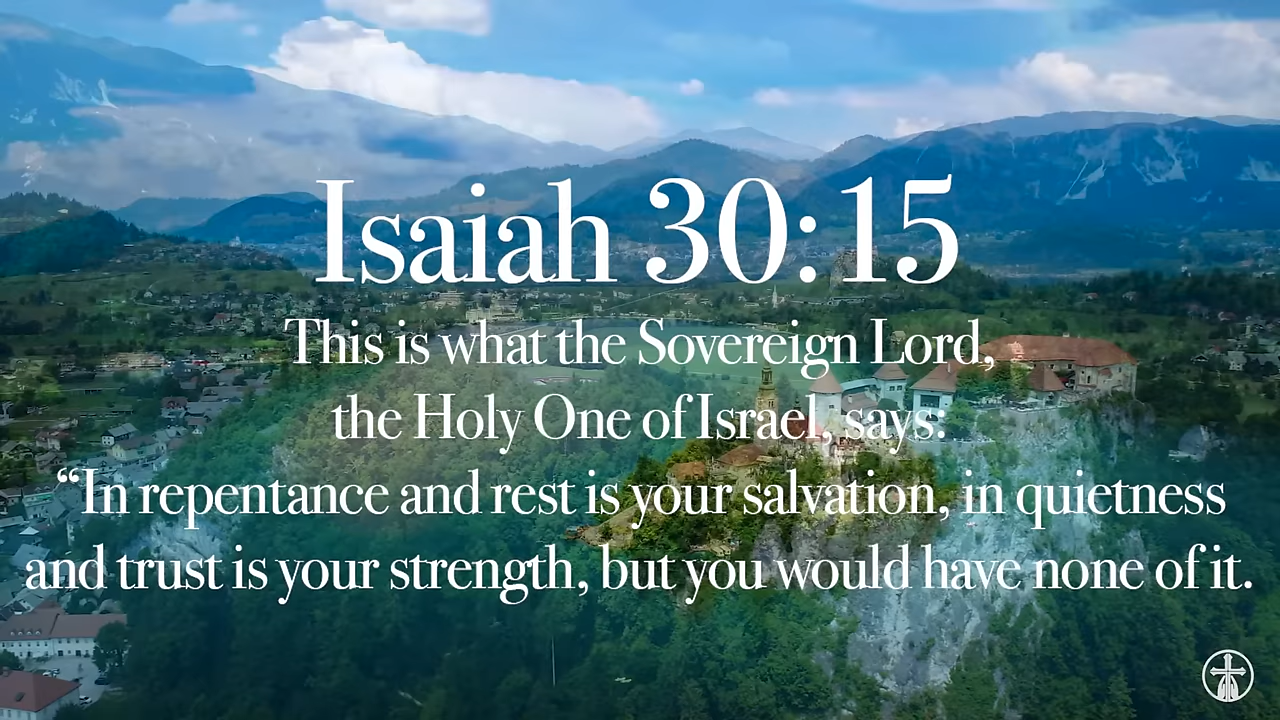 Isaiah 30:15
This is what the Sovereign Lord,
the Holy One of Israel, says:
“In repentance and rest is your salvation, in quietness
and trust is your strength, but you would have none of it.